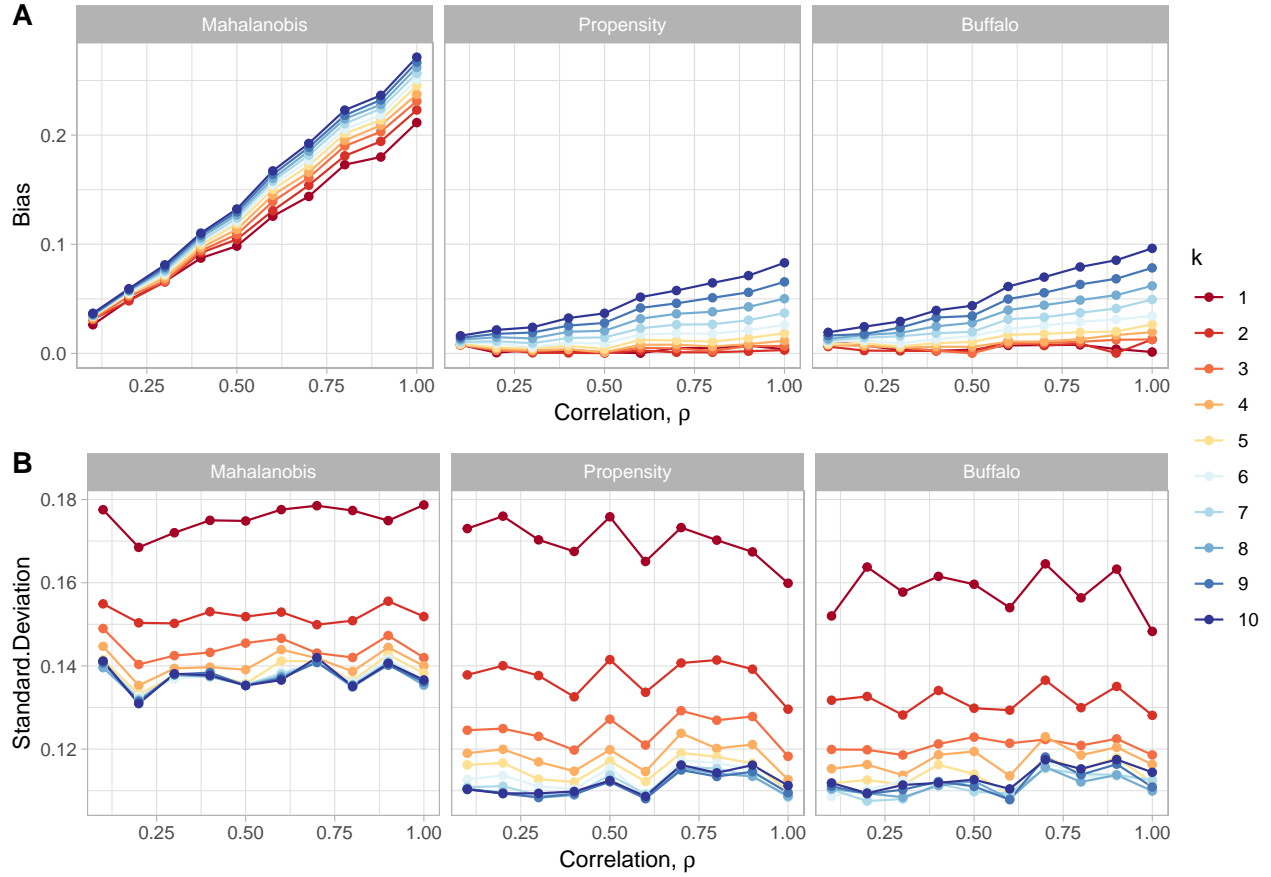 A
Mahalanobis Propensity Buffalo
Bias
0.2
0.1
0.0
0.25 0.50 0.75 1.00 0.25 0.50 0.75 1.00 0.25 0.50 0.75 1.00
Correlation, ρ
B
Mahalanobis Propensity Buffalo
Standard.Deviation
0.18
0.16
0.14
0.12
0.25 0.50 0.75 1.00 0.25 0.50 0.75 1.00 0.25 0.50 0.75 1.00
Correlation, ρ
k
1
2
3
4
5
6
7
8
9
10